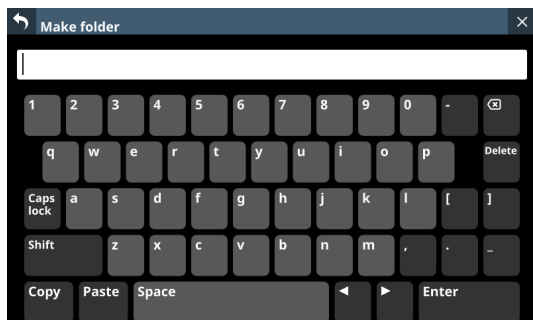 Make folder
1 2 3 4 5 6 7 8 9 0 -
q w e r t y u i o p Delete
Caps lock a s d f g h j k l [ ]
Shift z x c v b n m , . _
Copy Paste Space ◄ ► Enter